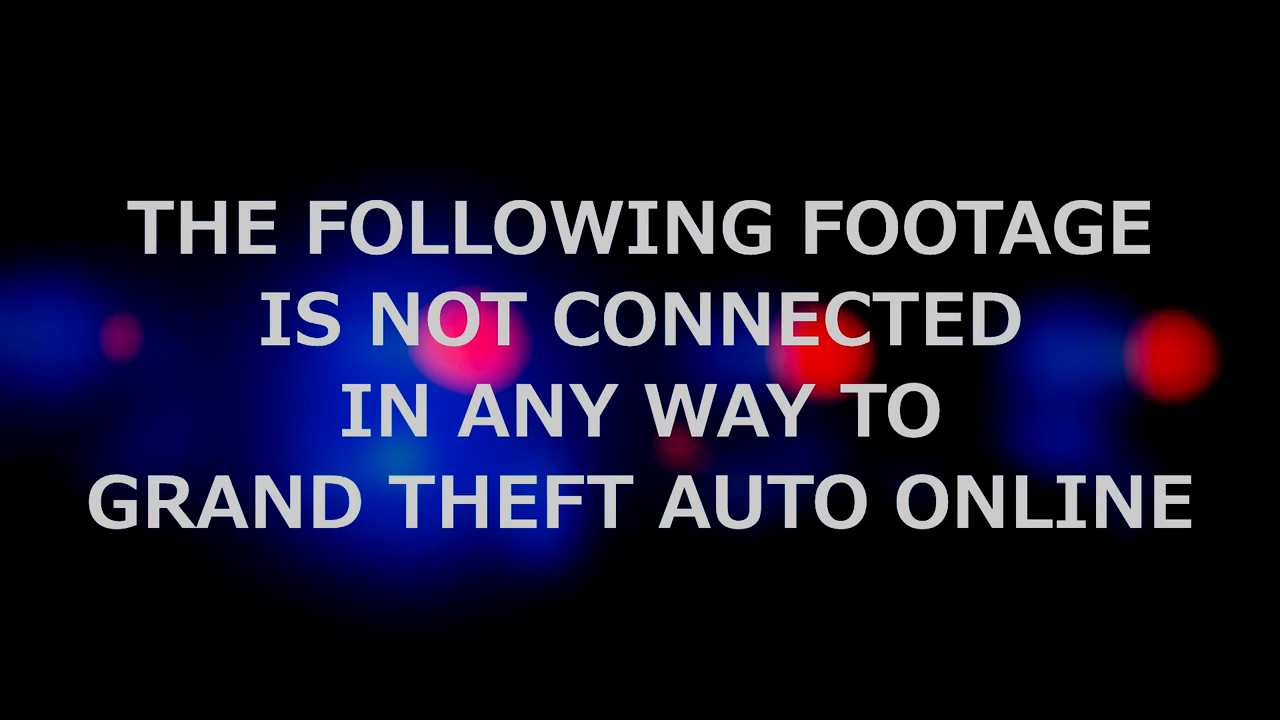 THE FOLLOWING FOOTAGE
IS NOT CONNECTED
IN ANY WAY TO
GRAND THEFT AUTO ONLINE